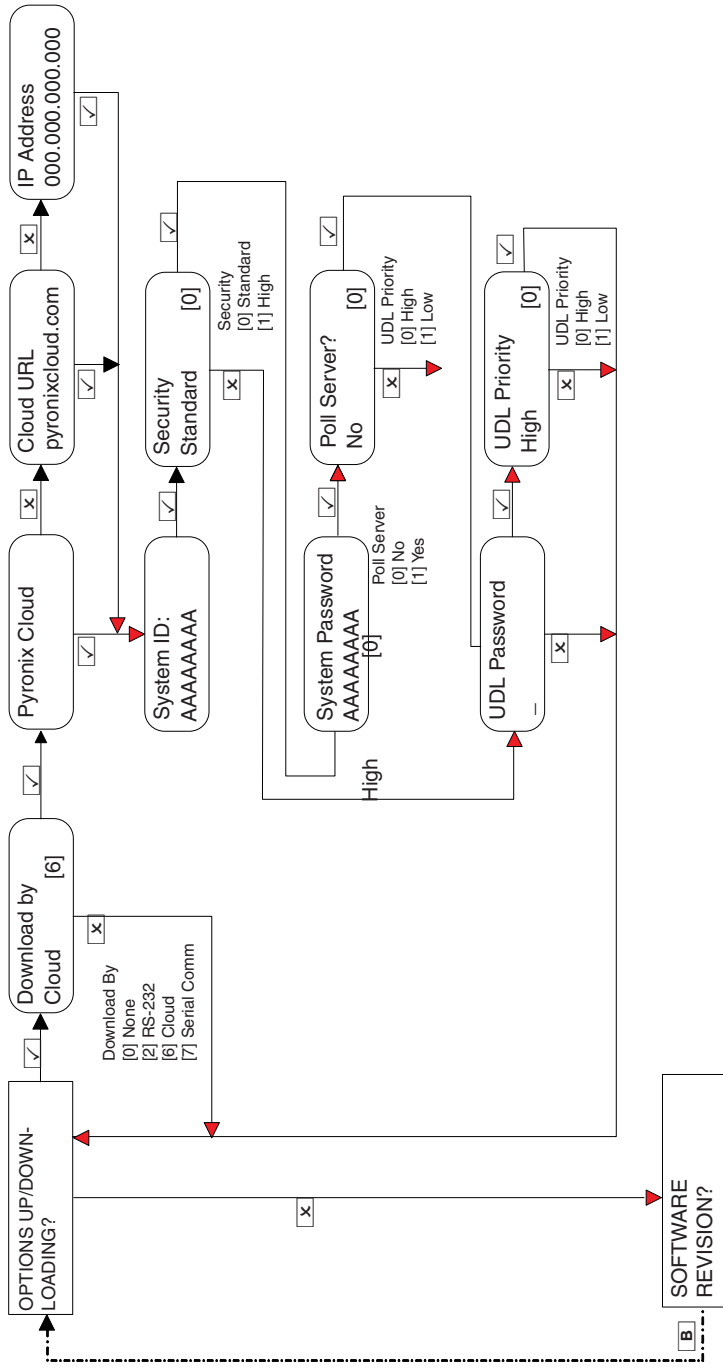 OPTIONS UP/DOWN-
LOADING?
✓
Download by
Cloud [6]
✓
Pyronix Cloud
x
Cloud URL
pyronixcloud.com
x
IP Address
000.000.000.000
x
Download By
[0] None
[2] RS-232
[6] Cloud
[7] Serial Comm
✓
✓
✓
System ID:
AAAAAAAAA
✓
Security
Standard [0]
✓
x
Security
[0] Standard
[1] High
System Password
AAAAAAAAA
[0]
✓
Poll Server
[0] No
[1] Yes
Poll Server?
No [0]
✓
x
UDL Priority
[0] High
[1] Low
High
UDL Password
_
✓
x
UDL Priority
High [0]
✓
x
UDL Priority
[0] High
[1] Low
x
SOFTWARE
REVISION?
B